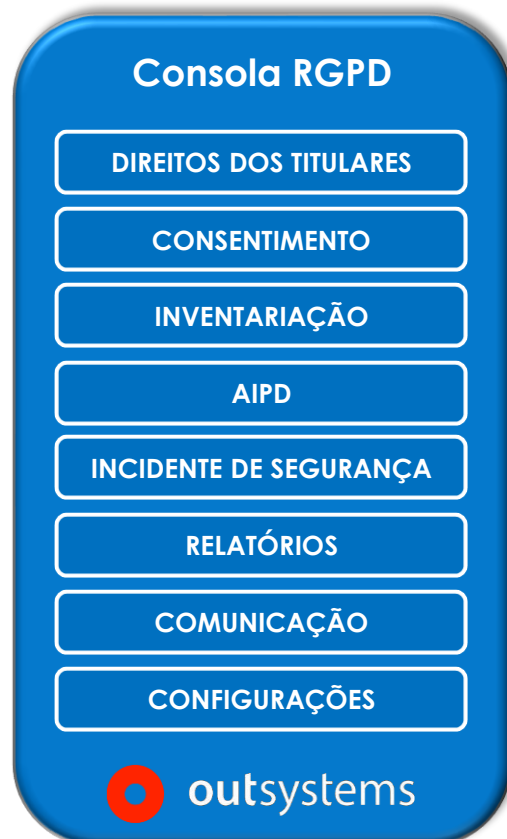 Consola RGPD
DIREITOS DOS TITULARES
CONSENTIMENTO
INVENTARIAÇÃO
AIPD
INCIDENTE DE SEGURANÇA
RELATÓRIOS
COMUNICAÇÃO
CONFIGURAÇÕES
outsystems